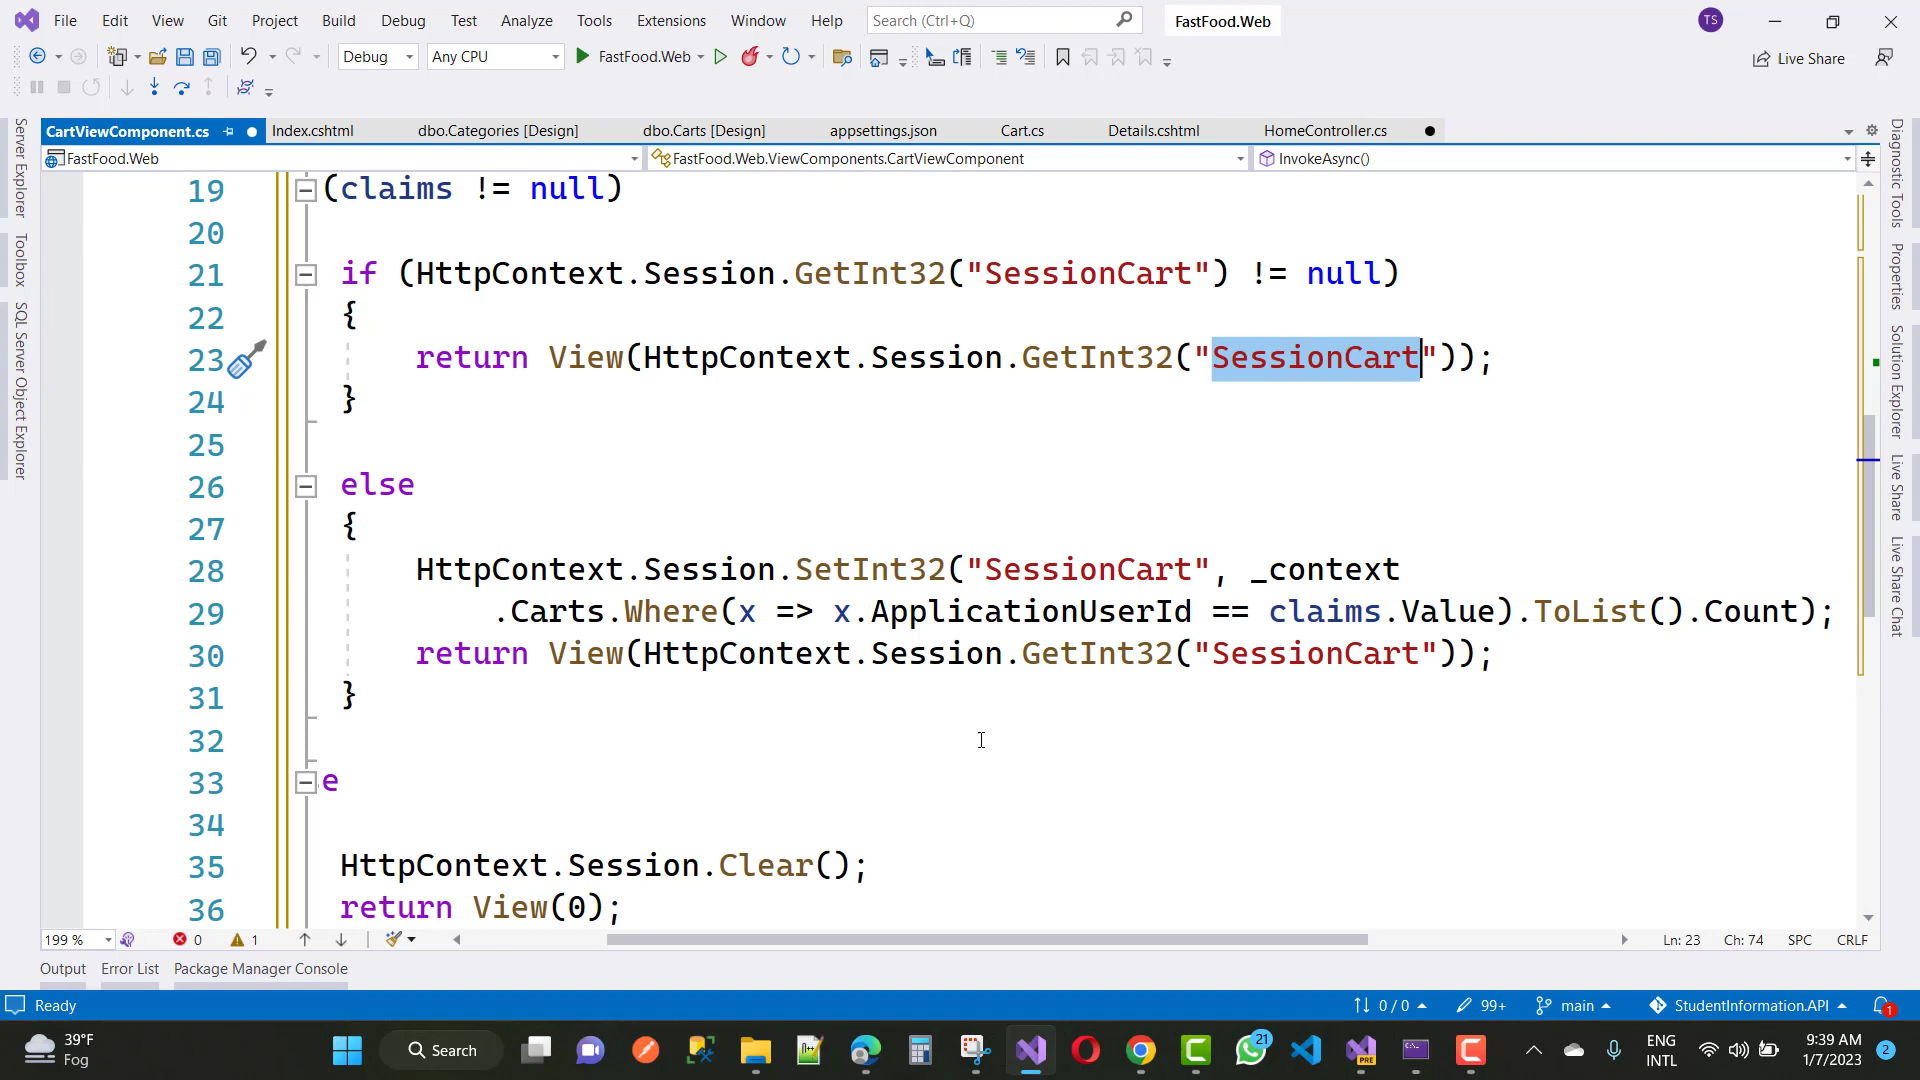 File Edit View Git Project Build Debug Test Analyze Tools Extensions Window Help Search (Ctrl+Q) FastFood.Web TS
Debug Any CPU FastFood.Web Live Share
CartViewComponent.cs Index.cshtml dbo.Categories [Design] dbo.Carts [Design] appsettings.json Cart.cs Details.cshtml HomeController.cs
FastFood.Web FastFood.Web.ViewComponents.CartViewComponent InvokeAsync()
Server Explorer
Toolbox
SQL Server Object Explorer
19 (claims != null)
20
21 if (HttpContext.Session.GetInt32("SessionCart") != null)
22 {
23 return View(HttpContext.Session.GetInt32("SessionCart"));
24 }
25
26 else
27 {
28 HttpContext.Session.SetInt32("SessionCart", _context
29 .Carts.Where(x => x.ApplicationUserId == claims.Value).ToList().Count);
30 return View(HttpContext.Session.GetInt32("SessionCart"));
31 }
32
33 e
34
35 HttpContext.Session.Clear();
36 return View(0);
Diagnostic Tools
Properties
Solution Explorer
Live Share
Live Share Chat
199 % 0 1 Ln: 23 Ch: 74 SPC CRLF
Output Error List Package Manager Console
Ready 0 / 0 99+ main StudentInformation.API 1
39°F
Fog
Search
21
PRE
ENG
INTL
9:39 AM
1/7/2023
2